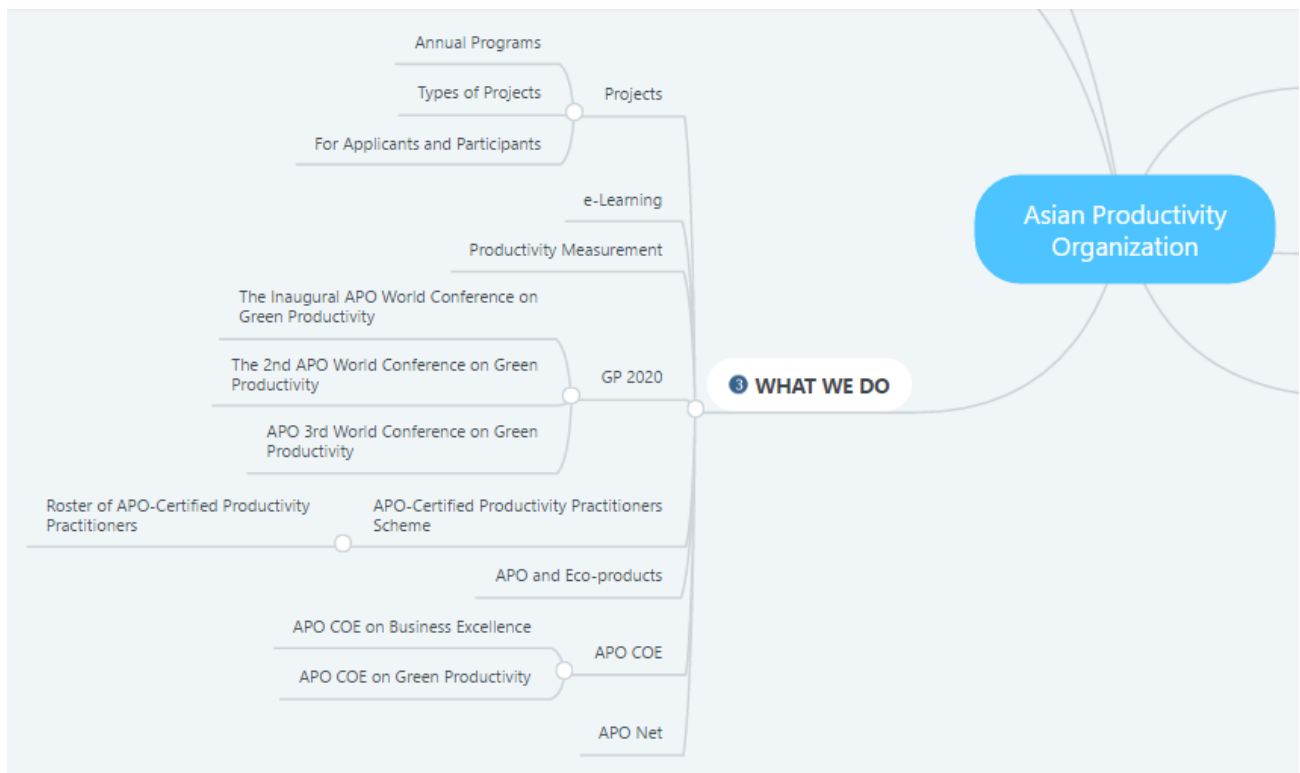 Annual Programs
Types of Projects
Projects
For Applicants and Participants
e-Learning
Productivity Measurement
The Inaugural APO World Conference on
Green Productivity
The 2nd APO World Conference on Green
Productivity
GP 2020
APO 3rd World Conference on Green
Productivity
Roster of APO-Certified Productivity
Practitioners
APO-Certified Productivity Practitioners
Scheme
APO and Eco-products
APO COE on Business Excellence
APO COE
APO COE on Green Productivity
APO Net
3 WHAT WE DO
Asian Productivity
Organization